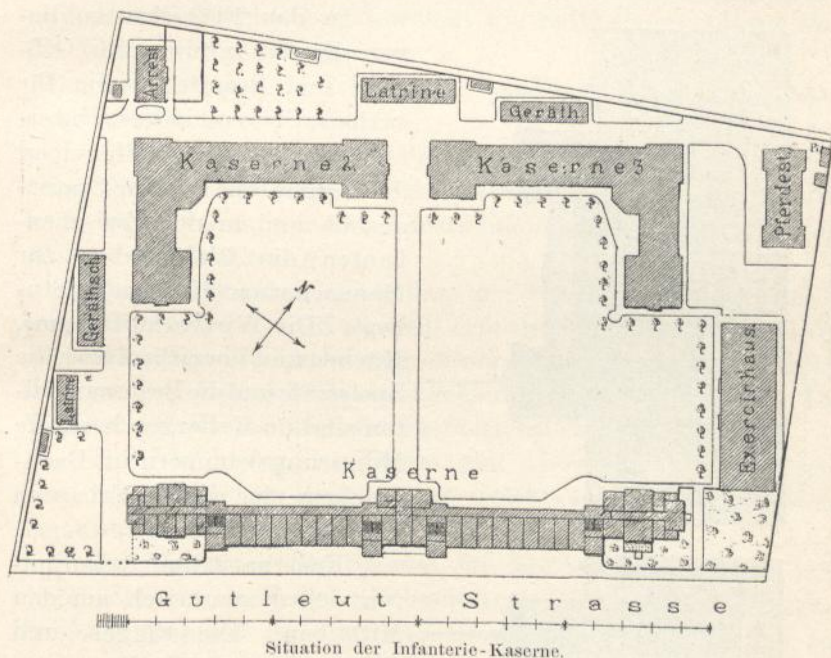 Arrest
Latrine
Geräth.
Kaserne 2
Kaserne 3
Pferdest.
Geräthsch.
N
Latrine
Exercirhaus.
Kaserne
Gutleut Strasse
Situation der Infanterie-Kaserne.